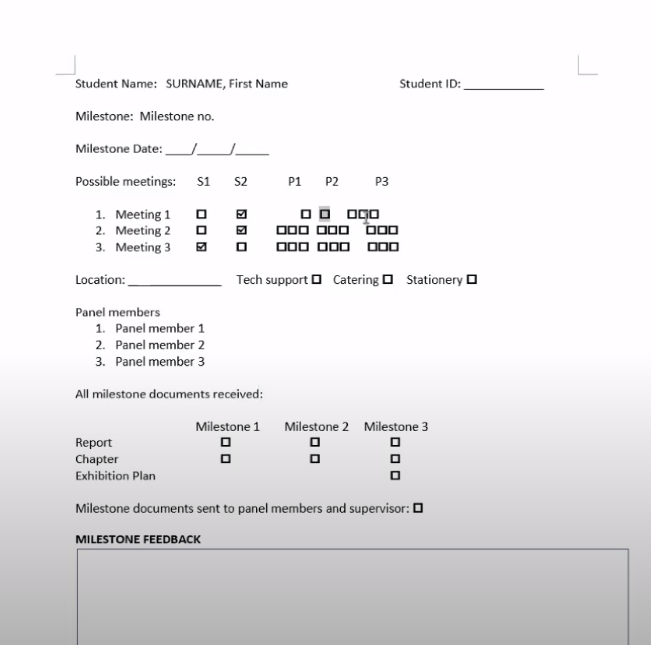 Student Name: SURNAME, First Name Student ID: ____________
Milestone: Milestone no.
Milestone Date: ____/_____/_____
Possible meetings: S1 S2 P1 P2 P3
1. Meeting 1 ☐ ☑ ☐ ☐ ☐☐☐
2. Meeting 2 ☐ ☑ ☐☐☐ ☐☐☐ ☐☐☐
3. Meeting 3 ☑ ☐ ☐☐☐ ☐☐☐ ☐☐☐
Location: ______________ Tech support ☐ Catering ☐ Stationery ☐
Panel members
1. Panel member 1
2. Panel member 2
3. Panel member 3
All milestone documents received:
Milestone 1 Milestone 2 Milestone 3
Report ☐ ☐ ☐
Chapter ☐ ☐ ☐
Exhibition Plan ☐
Milestone documents sent to panel members and supervisor: ☐
MILESTONE FEEDBACK